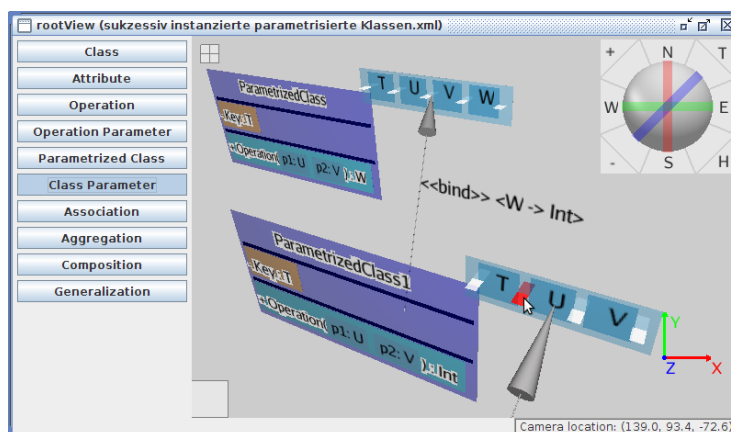 rootView (sukzessiv instanzierte parametrisierte Klassen.xml)
Class
Attribute
Operation
Operation Parameter
Parametrized Class
Class Parameter
Association
Aggregation
Composition
Generalization
ParametrizedClass
-Key: T
+Operation( p1: U p2: V ): W
T U V W
<<bind>> <W -> Int>
ParametrizedClass1
-Key: T
+Operation( p1: U p2: V ): Int
T U V
+ N T
W E
- S H
Y
Z X
Camera location: (139.0, 93.4, -72.6)